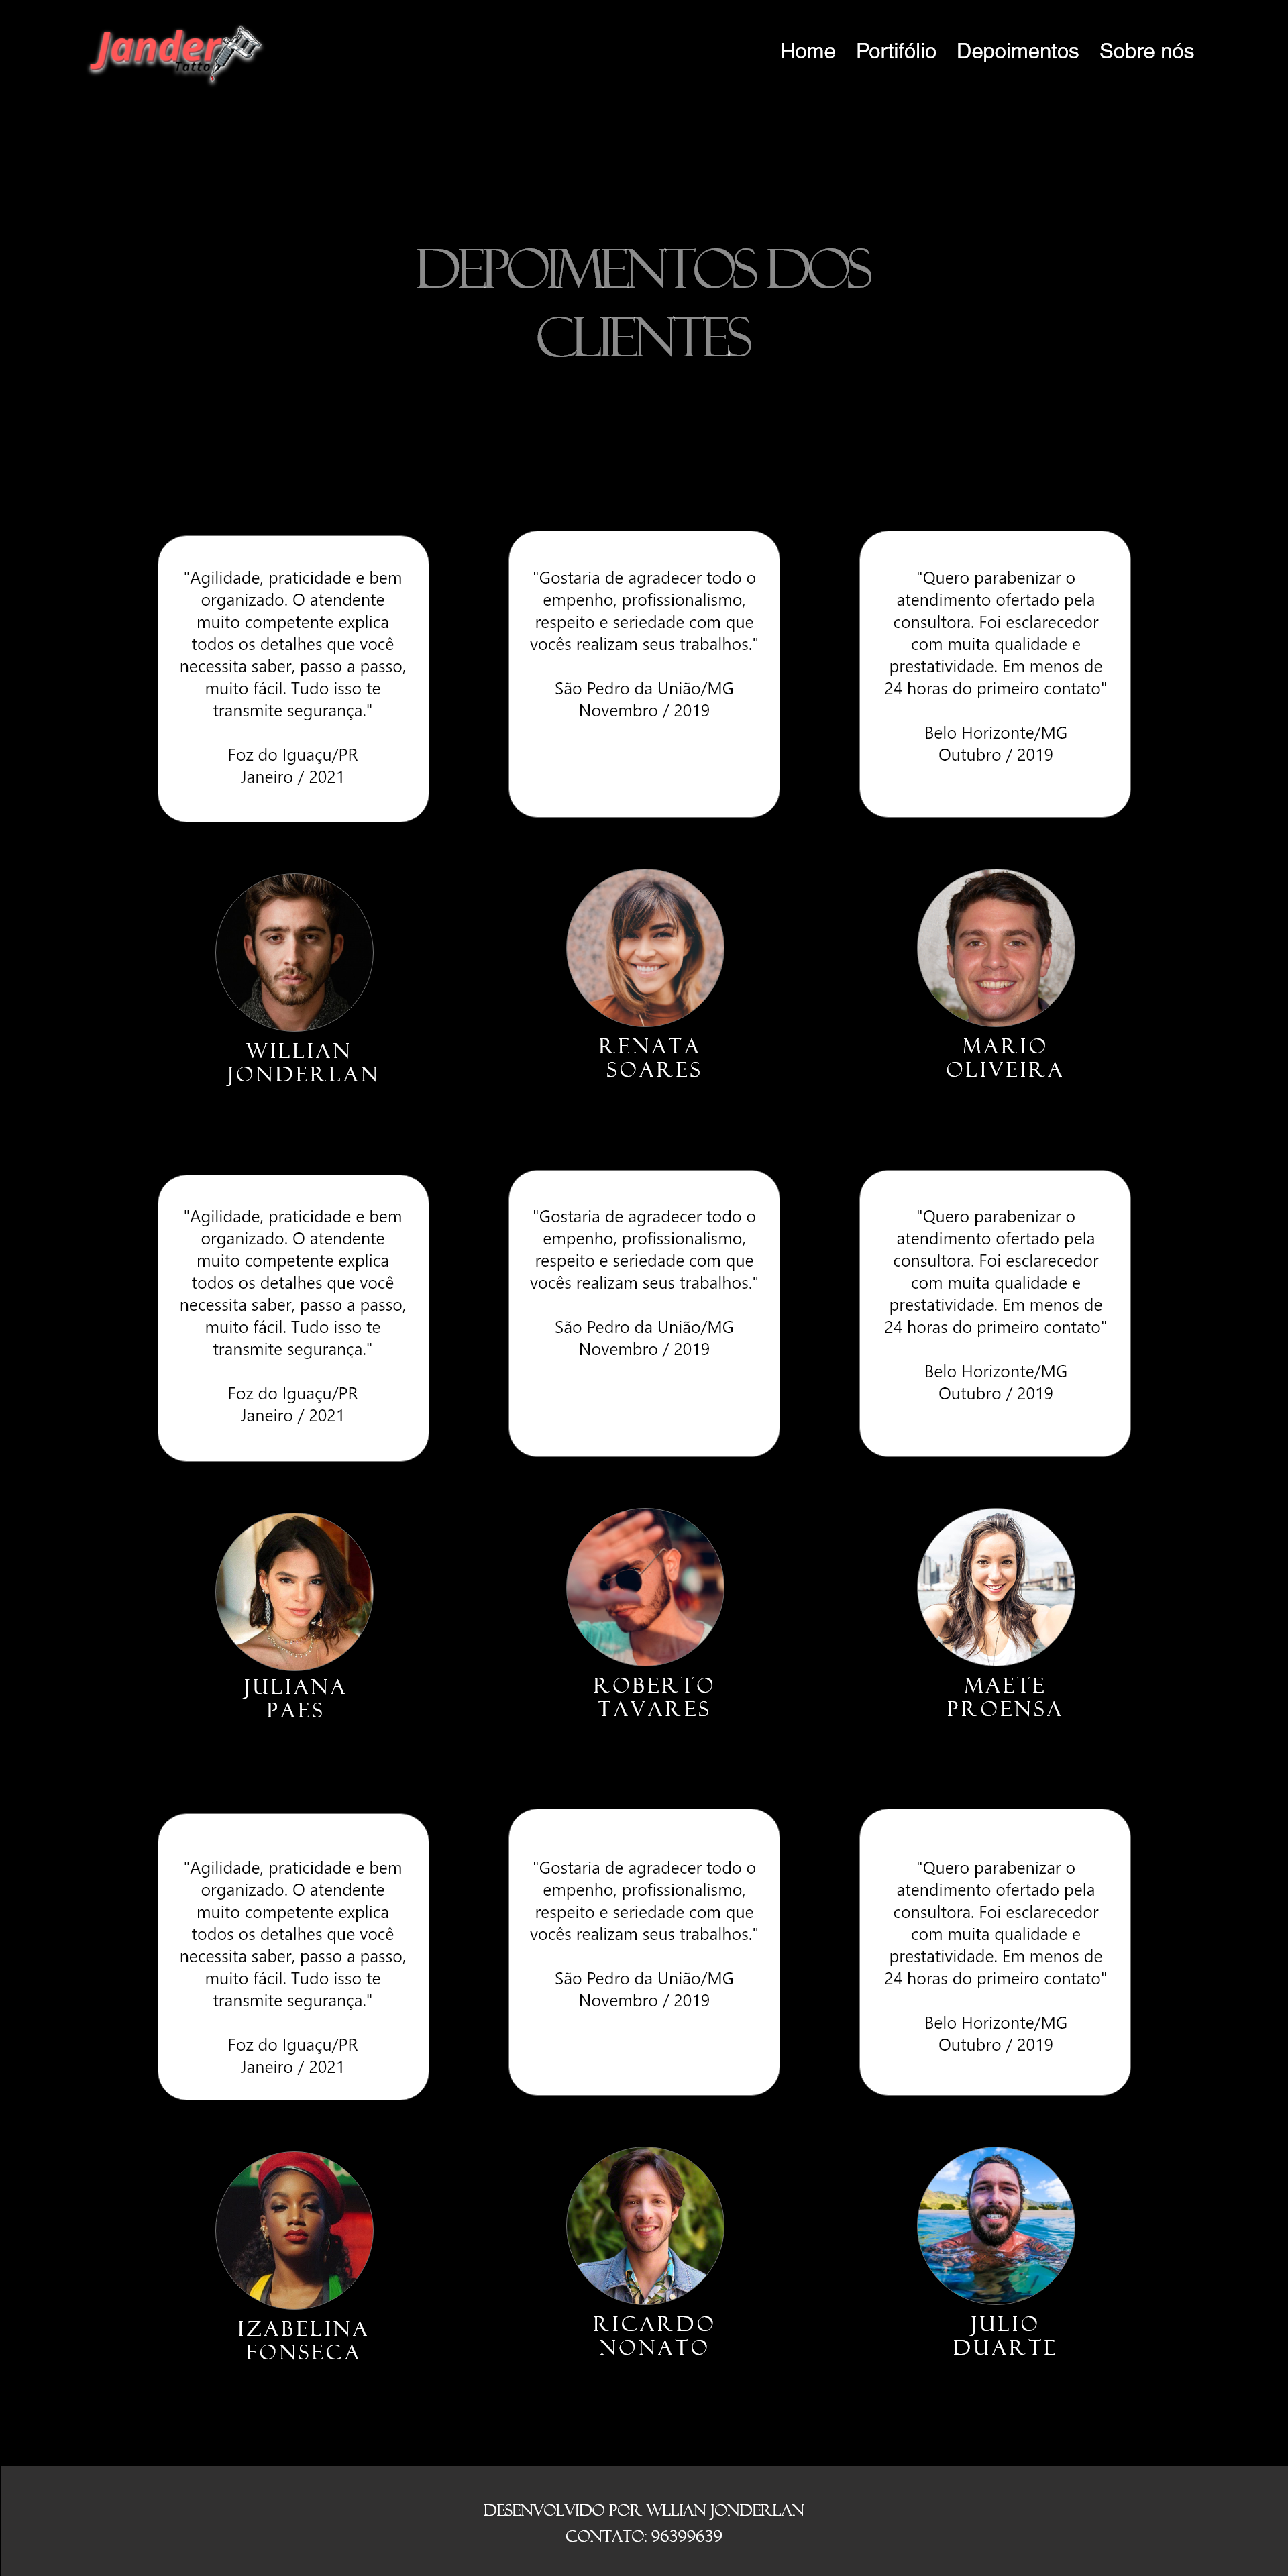 Jander
Tatto
Home Portifólio Depoimentos Sobre nós
DEPOIMENTOS DOS
CLIENTES
"Agilidade, praticidade e bem
organizado. O atendente
muito competente explica
todos os detalhes que você
necessita saber, passo a passo,
muito fácil. Tudo isso te
transmite segurança."
Foz do Iguaçu/PR
Janeiro / 2021
"Gostaria de agradecer todo o
empenho, profissionalismo,
respeito e seriedade com que
vocês realizam seus trabalhos."
São Pedro da União/MG
Novembro / 2019
"Quero parabenizar o
atendimento ofertado pela
consultora. Foi esclarecedor
com muita qualidade e
prestatividade. Em menos de
24 horas do primeiro contato"
Belo Horizonte/MG
Outubro / 2019
WILLIAN
JONDERLAN
RENATA
SOARES
MARIO
OLIVEIRA
"Agilidade, praticidade e bem
organizado. O atendente
muito competente explica
todos os detalhes que você
necessita saber, passo a passo,
muito fácil. Tudo isso te
transmite segurança."
Foz do Iguaçu/PR
Janeiro / 2021
"Gostaria de agradecer todo o
empenho, profissionalismo,
respeito e seriedade com que
vocês realizam seus trabalhos."
São Pedro da União/MG
Novembro / 2019
"Quero parabenizar o
atendimento ofertado pela
consultora. Foi esclarecedor
com muita qualidade e
prestatividade. Em menos de
24 horas do primeiro contato"
Belo Horizonte/MG
Outubro / 2019
JULIANA
PAES
ROBERTO
TAVARES
MAETE
PROENSA
"Agilidade, praticidade e bem
organizado. O atendente
muito competente explica
todos os detalhes que você
necessita saber, passo a passo,
muito fácil. Tudo isso te
transmite segurança."
Foz do Iguaçu/PR
Janeiro / 2021
"Gostaria de agradecer todo o
empenho, profissionalismo,
respeito e seriedade com que
vocês realizam seus trabalhos."
São Pedro da União/MG
Novembro / 2019
"Quero parabenizar o
atendimento ofertado pela
consultora. Foi esclarecedor
com muita qualidade e
prestatividade. Em menos de
24 horas do primeiro contato"
Belo Horizonte/MG
Outubro / 2019
IZABELINA
FONSECA
RICARDO
NONATO
JULIO
DUARTE
DESENVOLVIDO POR WLLIAN JONDERLAN
CONTATO: 96399639